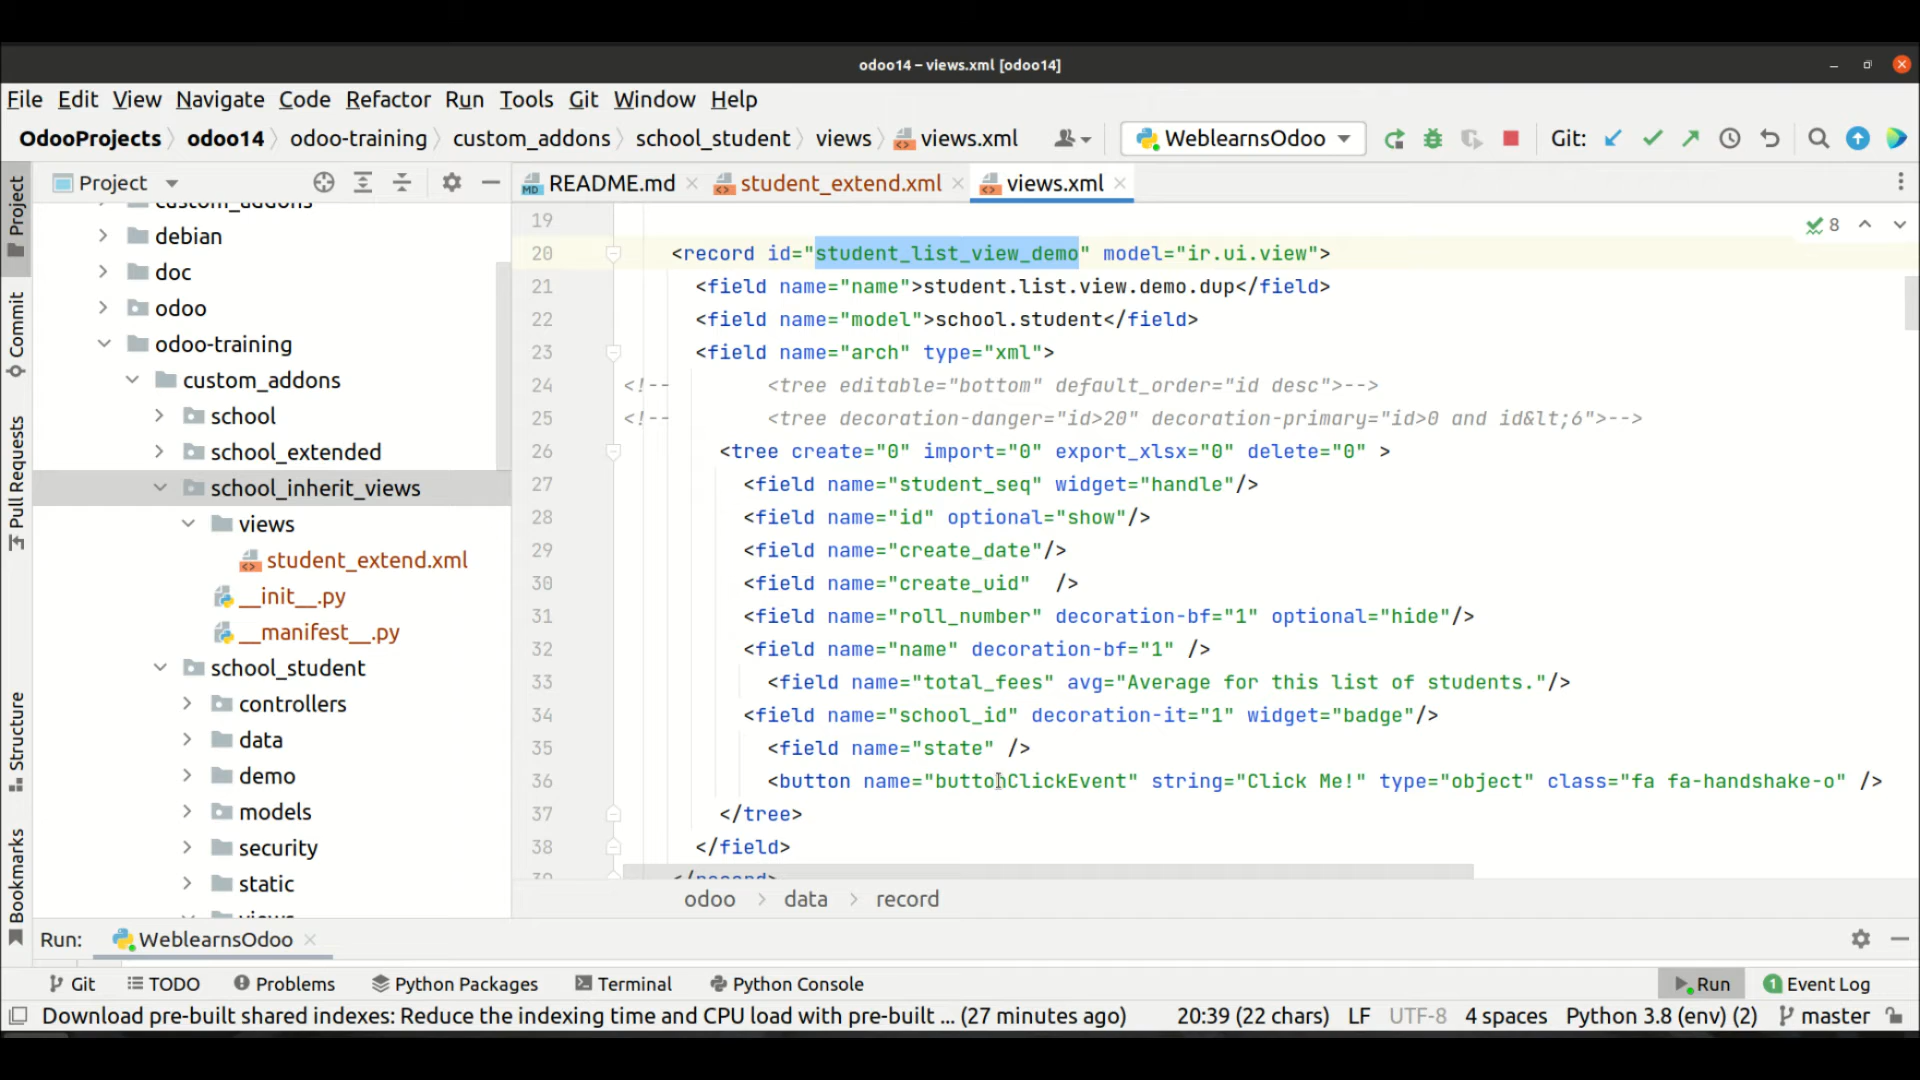 odoo14 – views.xml [odoo14]
File Edit View Navigate Code Refactor Run Tools Git Window Help
OdooProjects odoo14 odoo-training custom_addons school_student views views.xml WeblearnsOdoo Git:
Project README.md student_extend.xml views.xml
custom_addons
debian
doc
odoo
odoo-training
custom_addons
school
school_extended
school_inherit_views
views
student_extend.xml
__init__.py
__manifest__.py
school_student
controllers
data
demo
models
security
static
views
Project
Commit
Pull Requests
Structure
Bookmarks
8
19
20 <record id="student_list_view_demo" model="ir.ui.view">
21 <field name="name">student.list.view.demo.dup</field>
22 <field name="model">school.student</field>
23 <field name="arch" type="xml">
24 <!-- <tree editable="bottom" default_order="id desc">-->
25 <!-- <tree decoration-danger="id>20" decoration-primary="id>0 and id&lt;6">-->
26 <tree create="0" import="0" export_xlsx="0" delete="0" >
27 <field name="student_seq" widget="handle"/>
28 <field name="id" optional="show"/>
29 <field name="create_date"/>
30 <field name="create_uid" />
31 <field name="roll_number" decoration-bf="1" optional="hide"/>
32 <field name="name" decoration-bf="1" />
33 <field name="total_fees" avg="Average for this list of students."/>
34 <field name="school_id" decoration-it="1" widget="badge"/>
35 <field name="state" />
36 <button name="buttonClickEvent" string="Click Me!" type="object" class="fa fa-handshake-o" />
37 </tree>
38 </field>
39 </record>
odoo data record
Run: WeblearnsOdoo
Git TODO Problems Python Packages Terminal Python Console Run 1 Event Log
Download pre-built shared indexes: Reduce the indexing time and CPU load with pre-built ... (27 minutes ago) 20:39 (22 chars) LF UTF-8 4 spaces Python 3.8 (env) (2) master